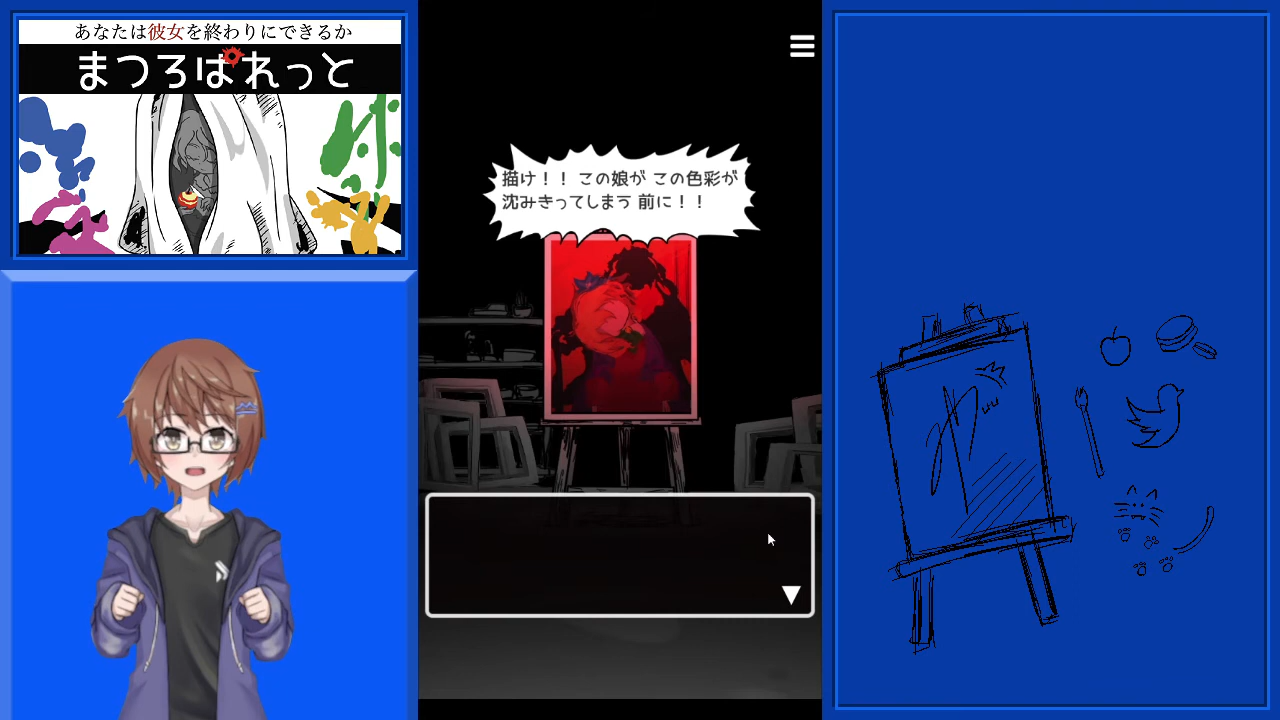 あなたは彼女を終わりにできるか
まつろぱれっと
描け！！ この娘が この色彩が
沈みきってしまう 前に！！